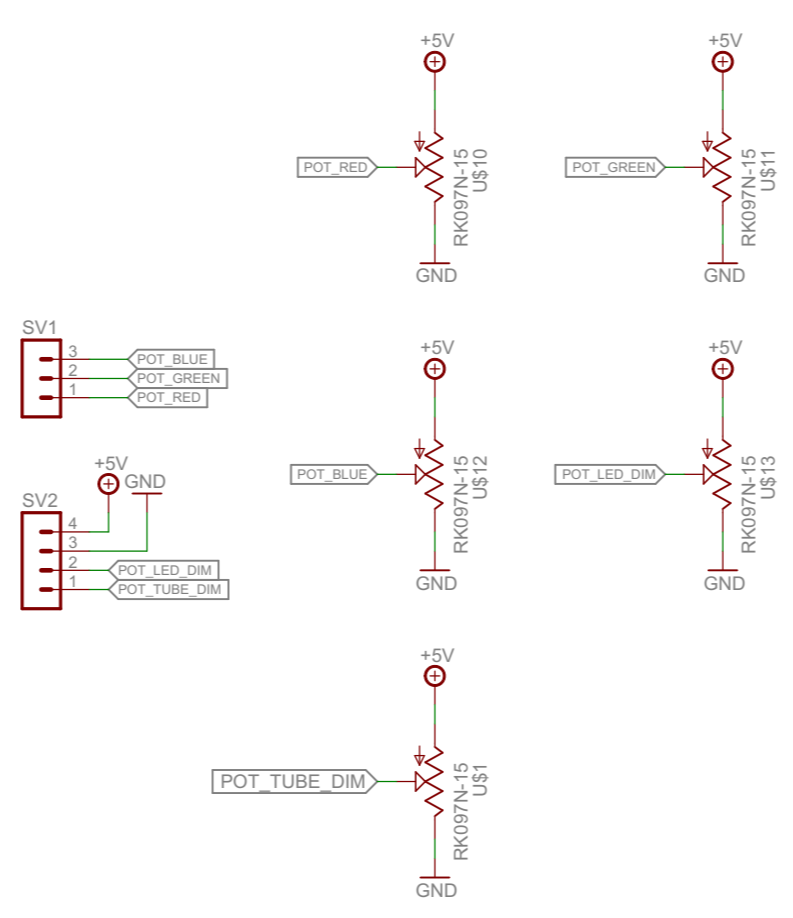 +5V
POT_RED
RK097N-15
U$10
GND
+5V
POT_GREEN
RK097N-15
U$11
GND
SV1
3
POT_BLUE
2
POT_GREEN
1
POT_RED
+5V
GND
SV2
4
3
2
POT_LED_DIM
1
POT_TUBE_DIM
+5V
POT_BLUE
RK097N-15
U$12
GND
+5V
POT_LED_DIM
RK097N-15
U$13
GND
+5V
POT_TUBE_DIM
RK097N-15
U$1
GND